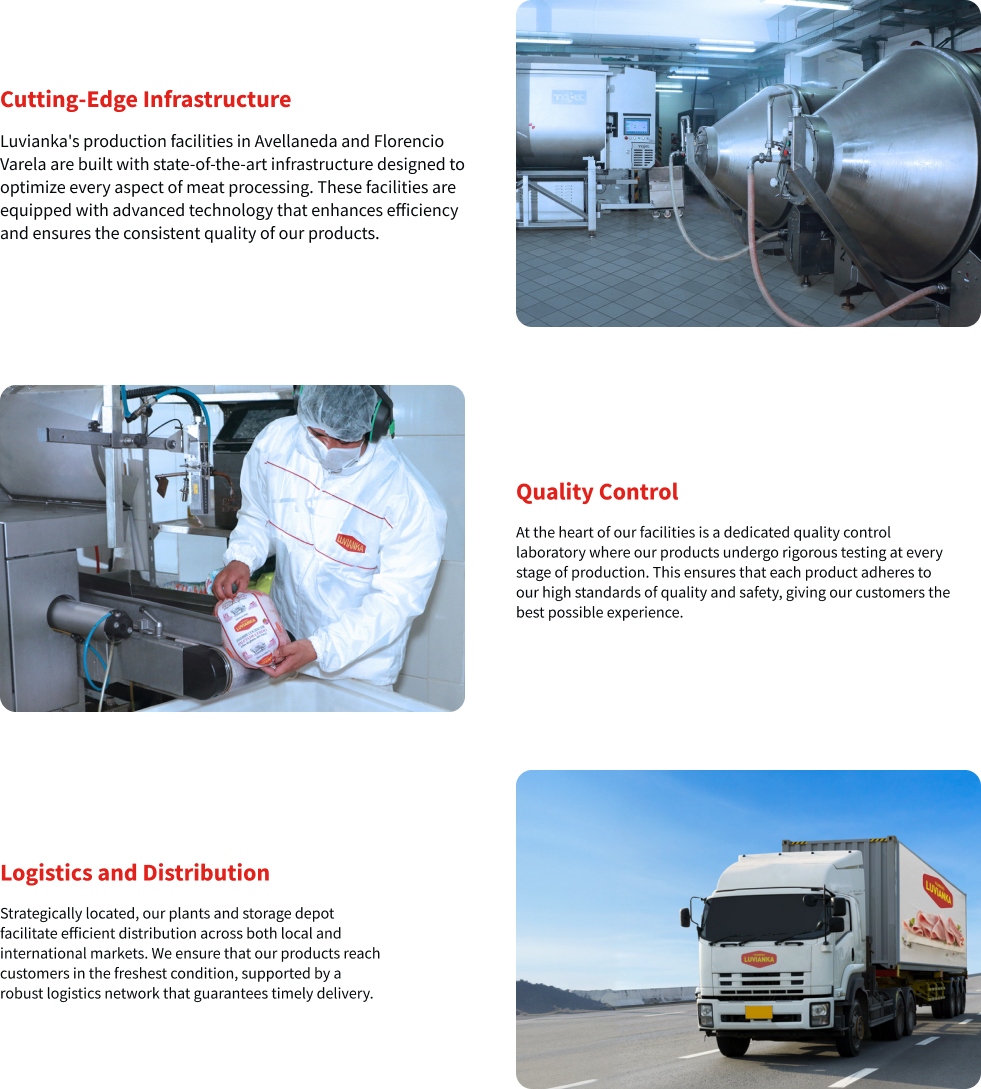 Cutting-Edge Infrastructure
Luvianka's production facilities in Avellaneda and Florencio
Varela are built with state-of-the-art infrastructure designed to
optimize every aspect of meat processing. These facilities are
equipped with advanced technology that enhances efficiency
and ensures the consistent quality of our products.
LUVIANKA
LUVIANKA
Quality Control
At the heart of our facilities is a dedicated quality control
laboratory where our products undergo rigorous testing at every
stage of production. This ensures that each product adheres to
our high standards of quality and safety, giving our customers the
best possible experience.
Logistics and Distribution
Strategically located, our plants and storage depot
facilitate efficient distribution across both local and
international markets. We ensure that our products reach
customers in the freshest condition, supported by a
robust logistics network that guarantees timely delivery.
LUVIANKA
LUVIANKA